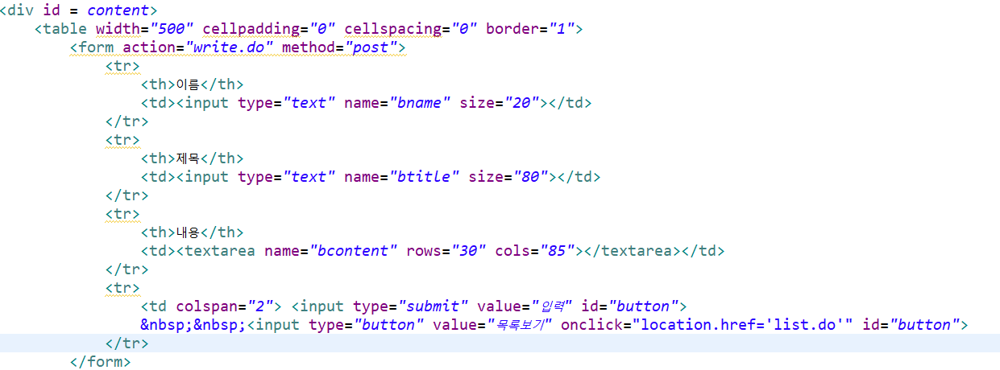 <div id = content>
<table width="500" cellpadding="0" cellspacing="0" border="1">
<form action="write.do" method="post">
<tr>
<th>이름</th>
<td><input type="text" name="bname" size="20"></td>
</tr>
<tr>
<th>제목</th>
<td><input type="text" name="btitle" size="80"></td>
</tr>
<tr>
<th>내용</th>
<td><textarea name="bcontent" rows="30" cols="85"></textarea></td>
</tr>
<tr>
<td colspan="2"> <input type="submit" value="입력" id="button">
&nbsp;&nbsp;<input type="button" value="목록보기" onclick="location.href='list.do'" id="button">
</tr>
</form>